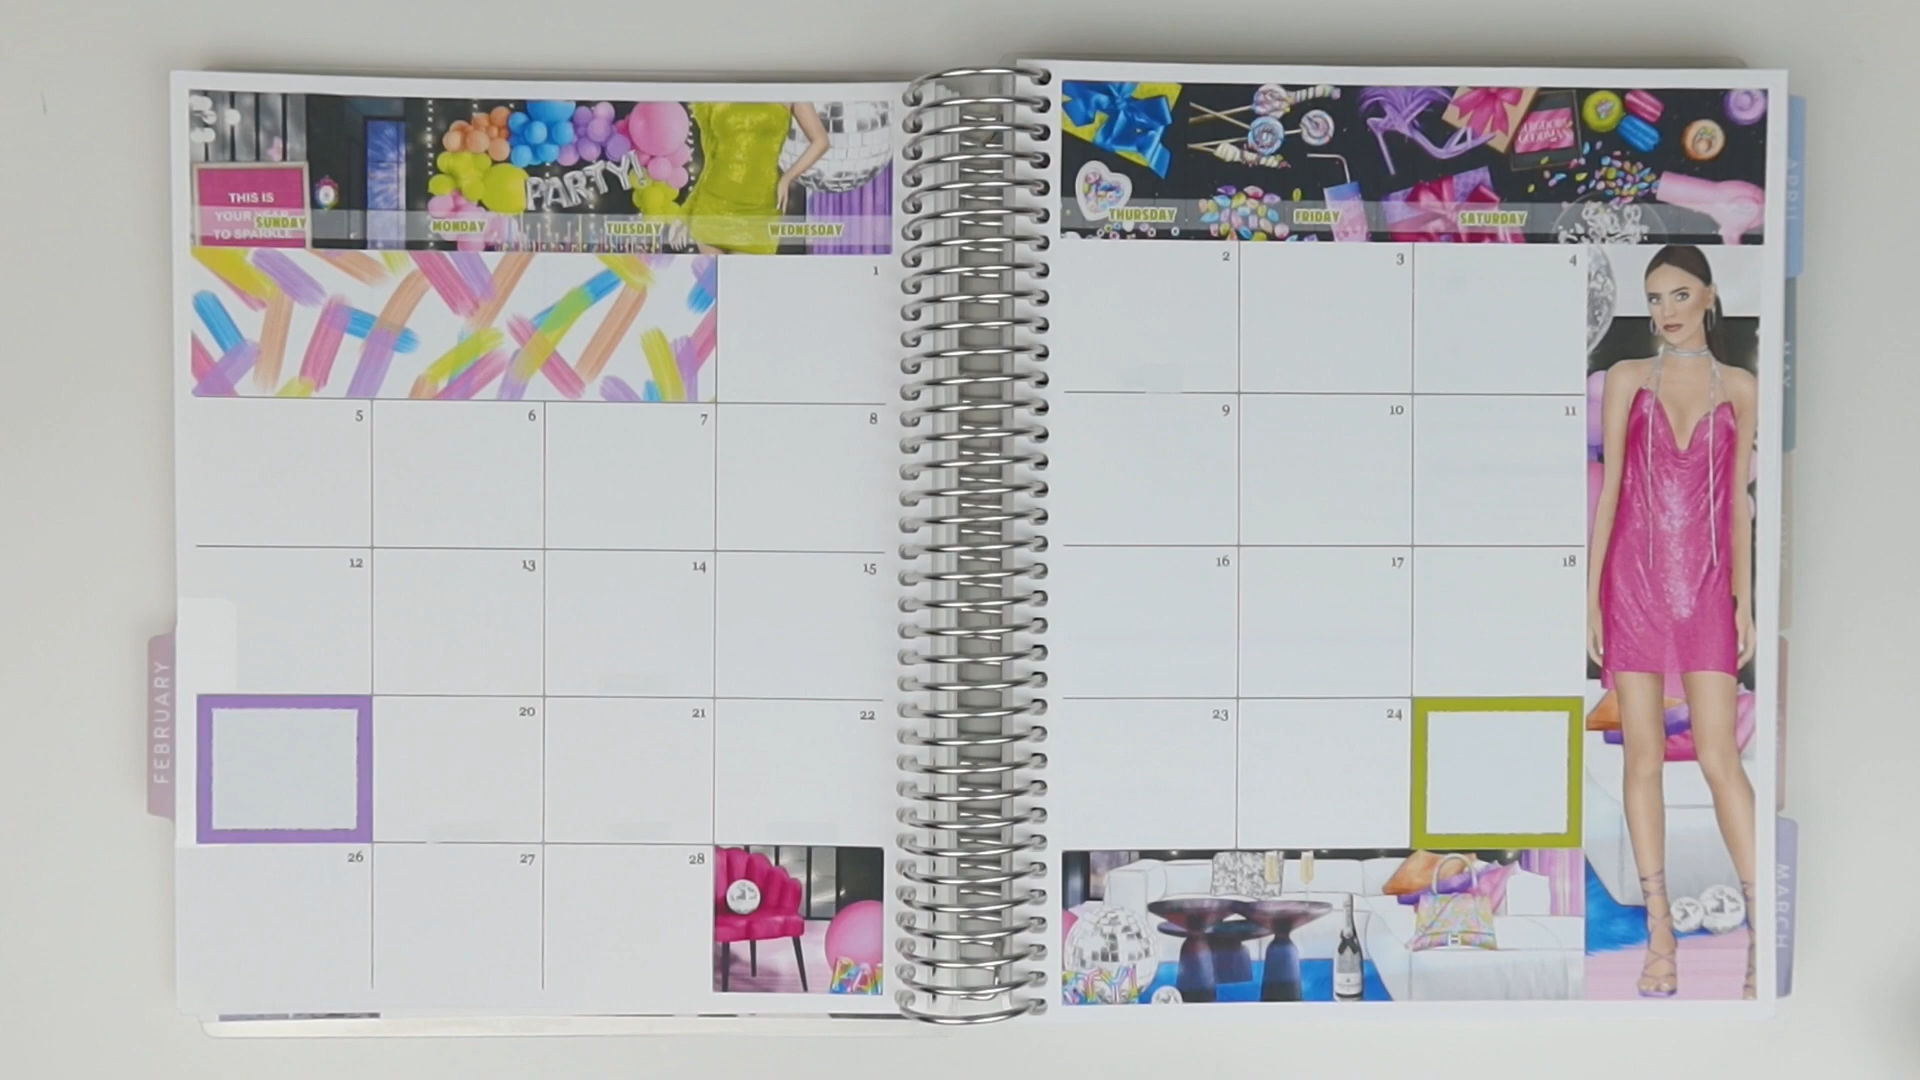 THIS IS
YOUR
TO SPARKLE
PARTY!
SUNDAY
MONDAY
TUESDAY
WEDNESDAY
THURSDAY
FRIDAY
SATURDAY
1
2
3
4
5
6
7
8
9
10
11
12
13
14
15
16
17
18
20
21
22
23
24
26
27
28
FEBRUARY
APRIL
MAY
MARCH